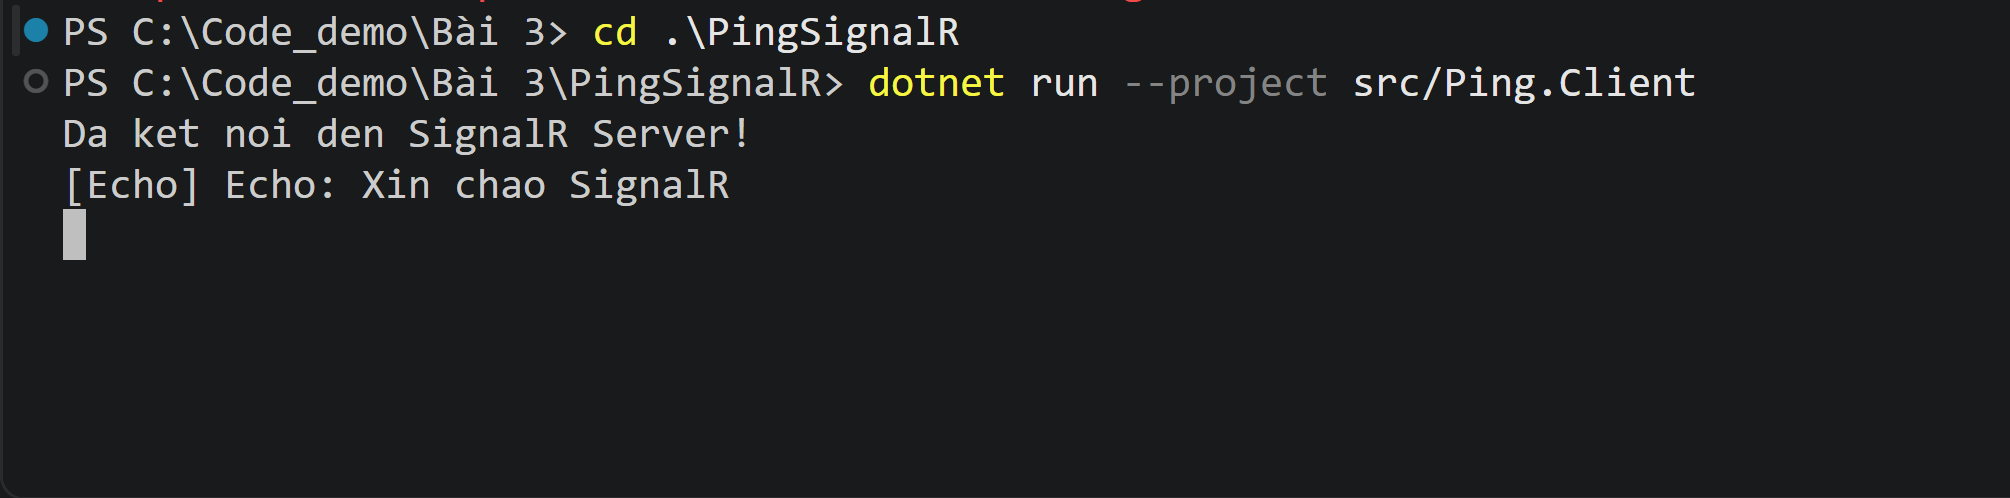 PS C:\Code_demo\Bài 3> cd .\PingSignalR
PS C:\Code_demo\Bài 3\PingSignalR> dotnet run --project src/Ping.Client
Da ket noi den SignalR Server!
[Echo] Echo: Xin chao SignalR